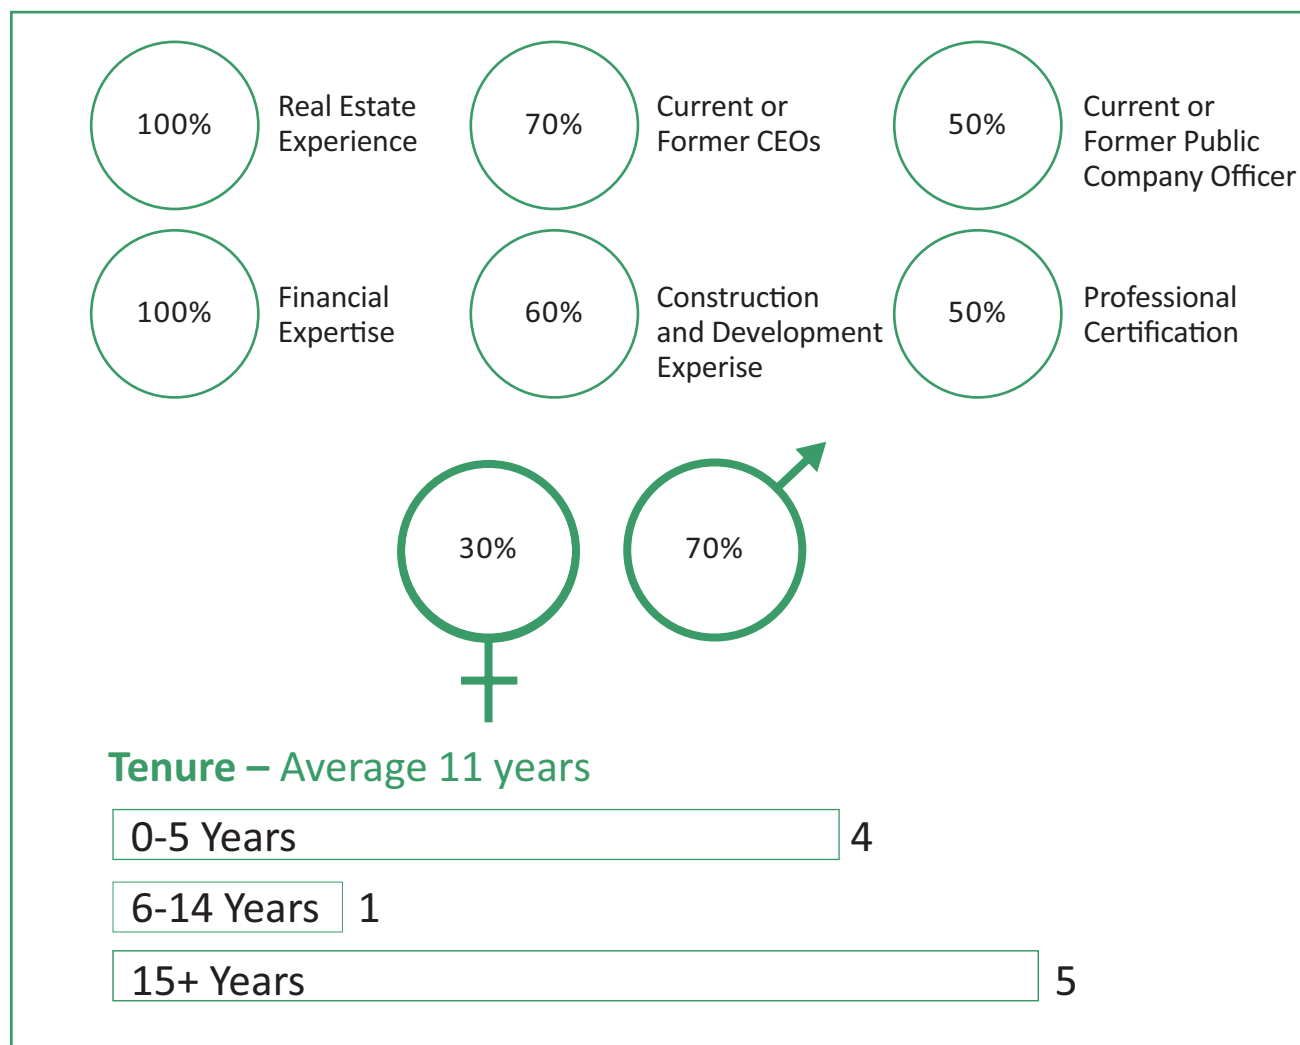 100%
Real Estate
Experience
70%
Current or
Former CEOs
50%
Current or
Former Public
Company Officer
100%
Financial
Expertise
60%
Construction
and Development
Experise
50%
Professional
Certification
30%
70%
Tenure – Average 11 years
0-5 Years 4
6-14 Years 1
15+ Years 5